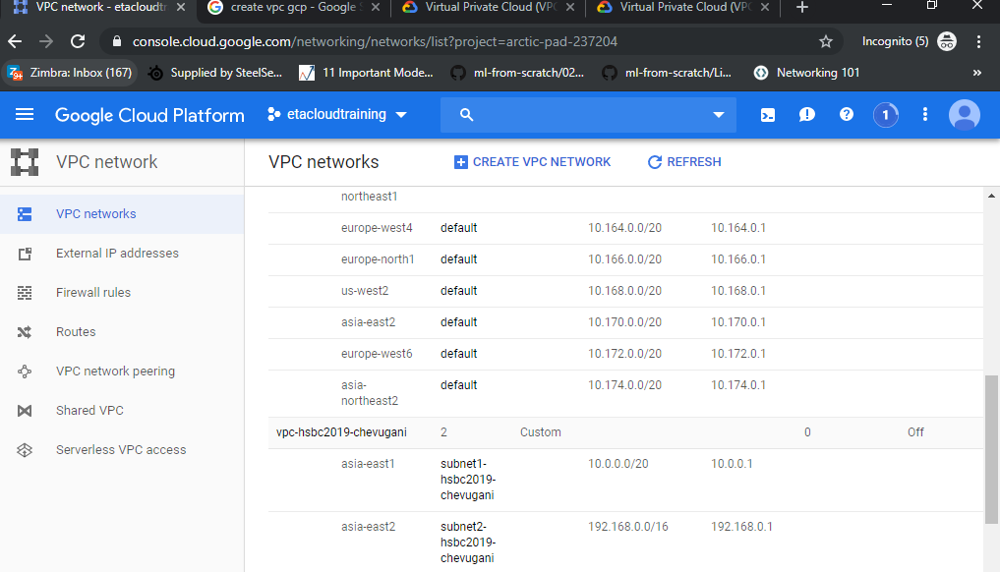 VPC network - etacloudtr
create vpc gcp - Google S
Virtual Private Cloud (VPC
Virtual Private Cloud (VPC
console.cloud.google.com/networking/networks/list?project=arctic-pad-237204
Incognito (5)
Zimbra: Inbox (167)
Supplied by SteelSe...
11 Important Mode...
ml-from-scratch/02...
ml-from-scratch/Li...
Networking 101
»
Google Cloud Platform
etacloudtraining
1
VPC network
VPC networks
CREATE VPC NETWORK
REFRESH
VPC networks
External IP addresses
Firewall rules
Routes
VPC network peering
Shared VPC
Serverless VPC access
northeast1
europe-west4 default 10.164.0.0/20 10.164.0.1
europe-north1 default 10.166.0.0/20 10.166.0.1
us-west2 default 10.168.0.0/20 10.168.0.1
asia-east2 default 10.170.0.0/20 10.170.0.1
europe-west6 default 10.172.0.0/20 10.172.0.1
asia- default 10.174.0.0/20 10.174.0.1
northeast2
vpc-hsbc2019-chevugani 2 Custom 0 Off
asia-east1 subnet1- 10.0.0.0/20 10.0.0.1
hsbc2019-
chevugani
asia-east2 subnet2- 192.168.0.0/16 192.168.0.1
hsbc2019-
chevugani